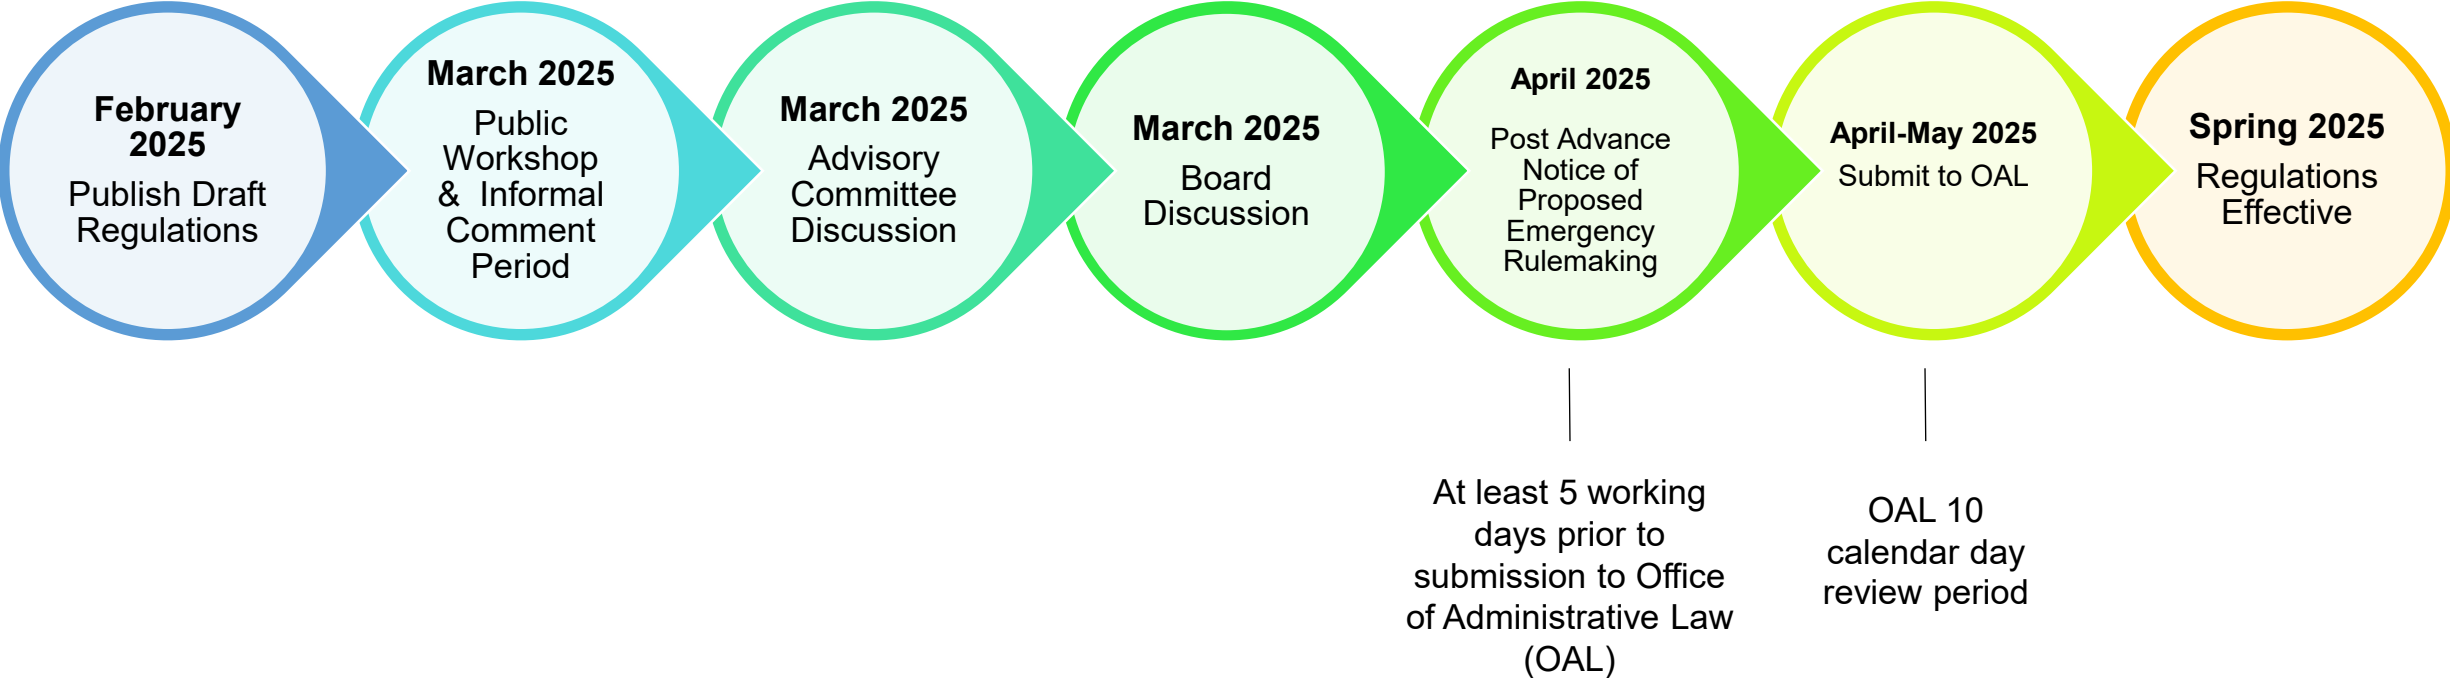 February
2025
Publish Draft
Regulations
March 2025
Public
Workshop
&  Informal
Comment
Period
March 2025
Advisory
Committee
Discussion
March 2025
Board
Discussion
April 2025
Post Advance
Notice of
Proposed
Emergency
Rulemaking
April-May 2025
Submit to OAL
Spring 2025
Regulations
Effective
At least 5 working
days prior to
submission to Office
of Administrative Law
(OAL)
OAL 10
calendar day
review period